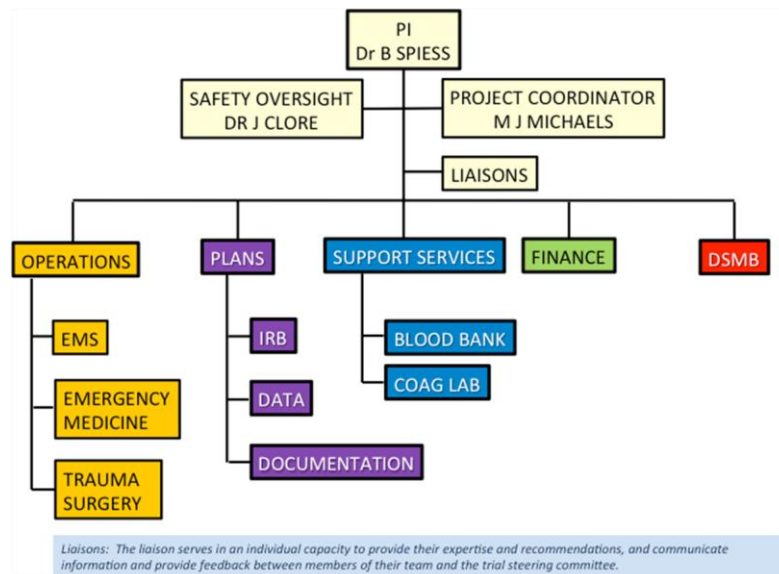 PI
Dr B SPIESS
SAFETY OVERSIGHT
DR J CLORE
PROJECT COORDINATOR
M J MICHAELS
LIAISONS
OPERATIONS
PLANS
SUPPORT SERVICES
FINANCE
DSMB
EMS
EMERGENCY
MEDICINE
TRAUMA
SURGERY
IRB
DATA
DOCUMENTATION
BLOOD BANK
COAG LAB
Liaisons: The liaison serves in an individual capacity to provide their expertise and recommendations, and communicate
information and provide feedback between members of their team and the trial steering committee.